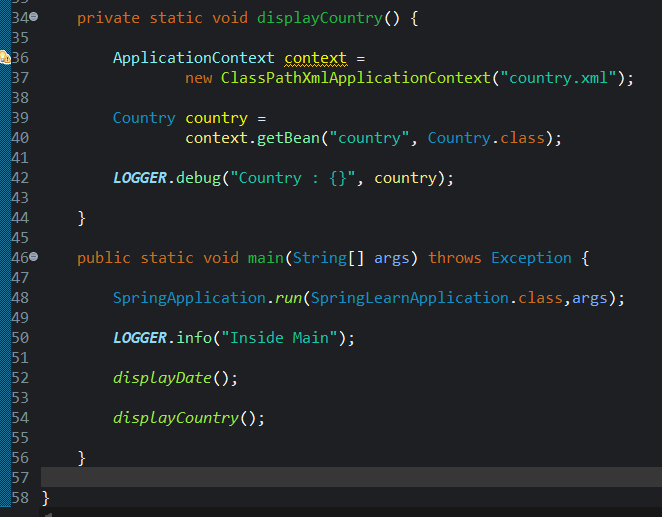 34 private static void displayCountry() {
35
36 ApplicationContext context =
37 new ClassPathXmlApplicationContext("country.xml");
38
39 Country country =
40 context.getBean("country", Country.class);
41
42 LOGGER.debug("Country : {}", country);
43
44 }
45
46 public static void main(String[] args) throws Exception {
47
48 SpringApplication.run(SpringLearnApplication.class,args);
49
50 LOGGER.info("Inside Main");
51
52 displayDate();
53
54 displayCountry();
55
56 }
57
58 }